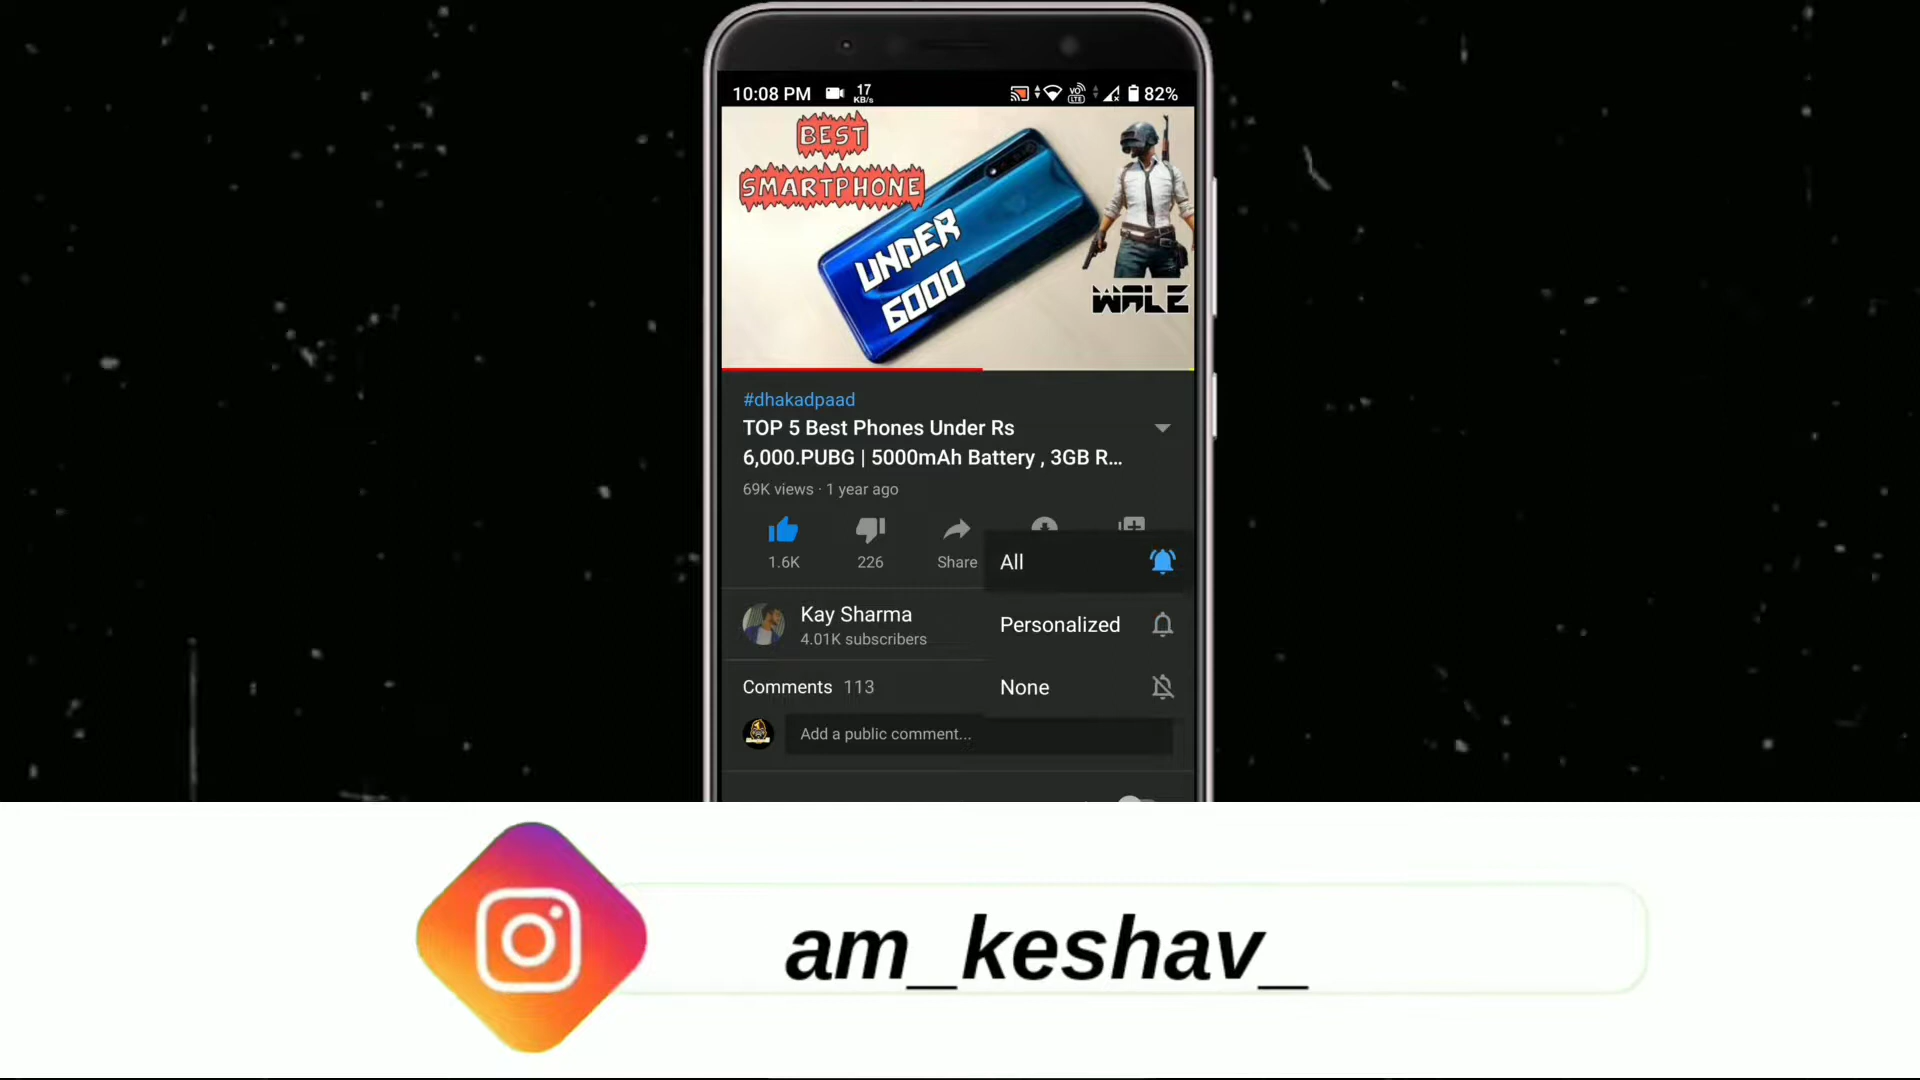 10:08 PM 17 KB/s VO LTE 82%
BEST
SMARTPHONE
UNDER
6000
WALE
#dhakadpaad
TOP 5 Best Phones Under Rs
6,000.PUBG | 5000mAh Battery , 3GB R...
69K views · 1 year ago
1.6K 226 Share
All
Kay Sharma
4.01K subscribers
Personalized
Comments 113
None
Add a public comment...
am_keshav_